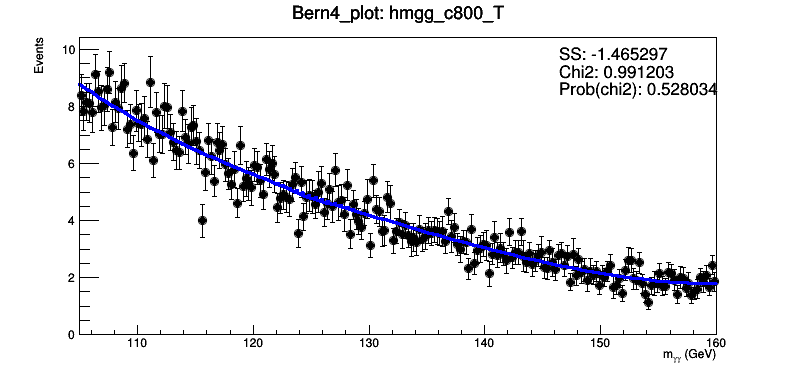 Bern4_plot: hmgg_c800_T
Events
SS: -1.465297
Chi2: 0.991203
Prob(chi2): 0.528034
10
8
6
4
2
0
110 120 130 140 150 160
m_γγ (GeV)